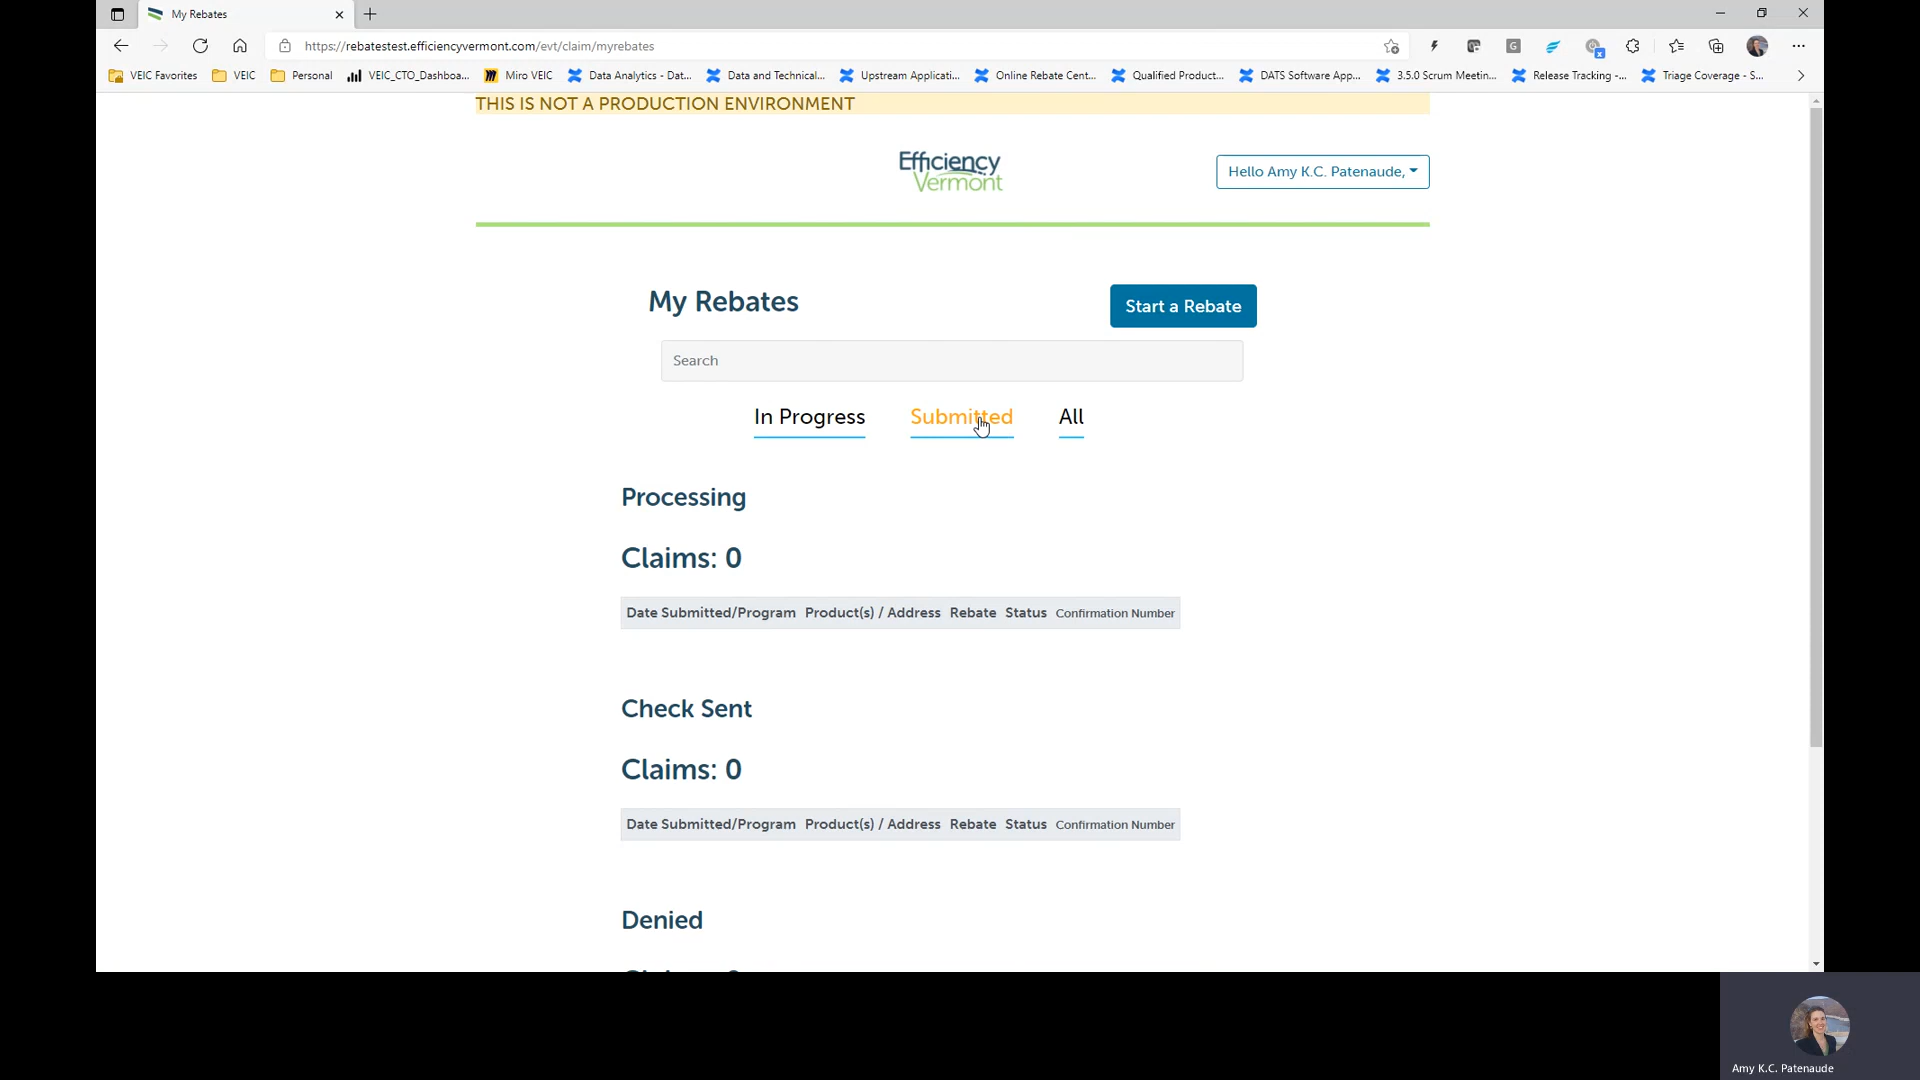 My Rebates
https://rebatestest.efficiencyvermont.com/evt/claim/myrebates
VEIC Favorites VEIC Personal VEIC_CTO_Dashboa... Miro VEIC Data Analytics - Dat... Data and Technical... Upstream Applicati... Online Rebate Cent... Qualified Product... DATS Software App... 3.5.0 Scrum Meetin... Release Tracking -... Triage Coverage - S...
THIS IS NOT A PRODUCTION ENVIRONMENT
Efficiency
Vermont
Hello Amy K.C. Patenaude,
My Rebates
Start a Rebate
Search
In Progress Submitted All
Processing
Claims: 0
Date Submitted/Program Product(s) / Address Rebate Status Confirmation Number
Check Sent
Claims: 0
Date Submitted/Program Product(s) / Address Rebate Status Confirmation Number
Denied
Amy K.C. Patenaude